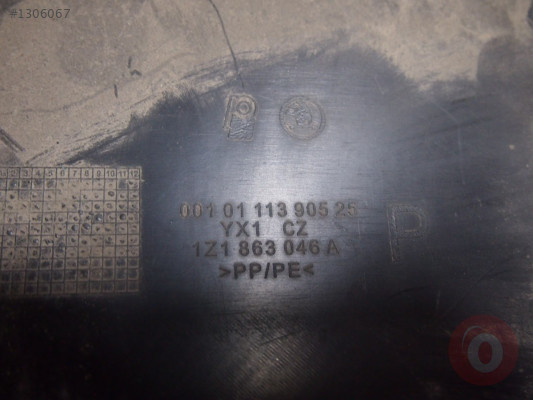 #1306067
001 01 113 905 25
YX1 CZ
1Z1 863 046 A
>PP/PE<
P